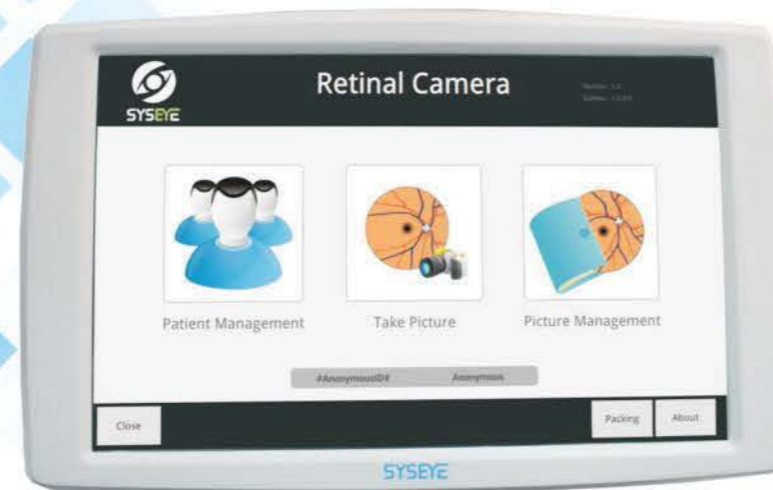 SYSEYE
Retinal Camera
Patient Management
Take Picture
Picture Management
#AnonymousID#
Anonymous
Close
Packing
About
SYSEYE